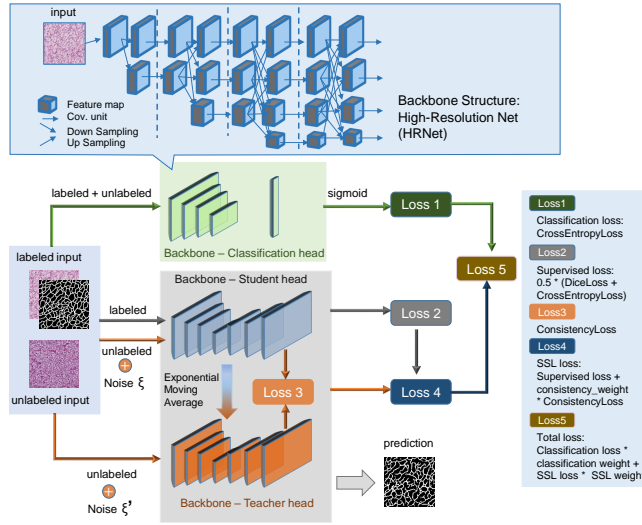 input
Feature map
Cov. unit
Down Sampling
Up Sampling
Backbone Structure:
High-Resolution Net
(HRNet)
labeled + unlabeled
sigmoid
Loss 1
Backbone – Classification head
labeled input
unlabeled input
Backbone – Student head
labeled
unlabeled
Noise ξ
Exponential
Moving
Average
Loss 2
Loss 3
Loss 4
Loss 5
unlabeled
Noise ξ’
Backbone – Teacher head
prediction
Loss1
Classification loss:
CrossEntropyLoss
Loss2
Supervised loss:
0.5 * (DiceLoss +
CrossEntropyLoss)
Loss3
ConsistencyLoss
Loss4
SSL loss:
Supervised loss +
consistency_weight
* ConsistencyLoss
Loss5
Total loss:
Classification loss *
classification weight +
SSL loss * SSL weigh